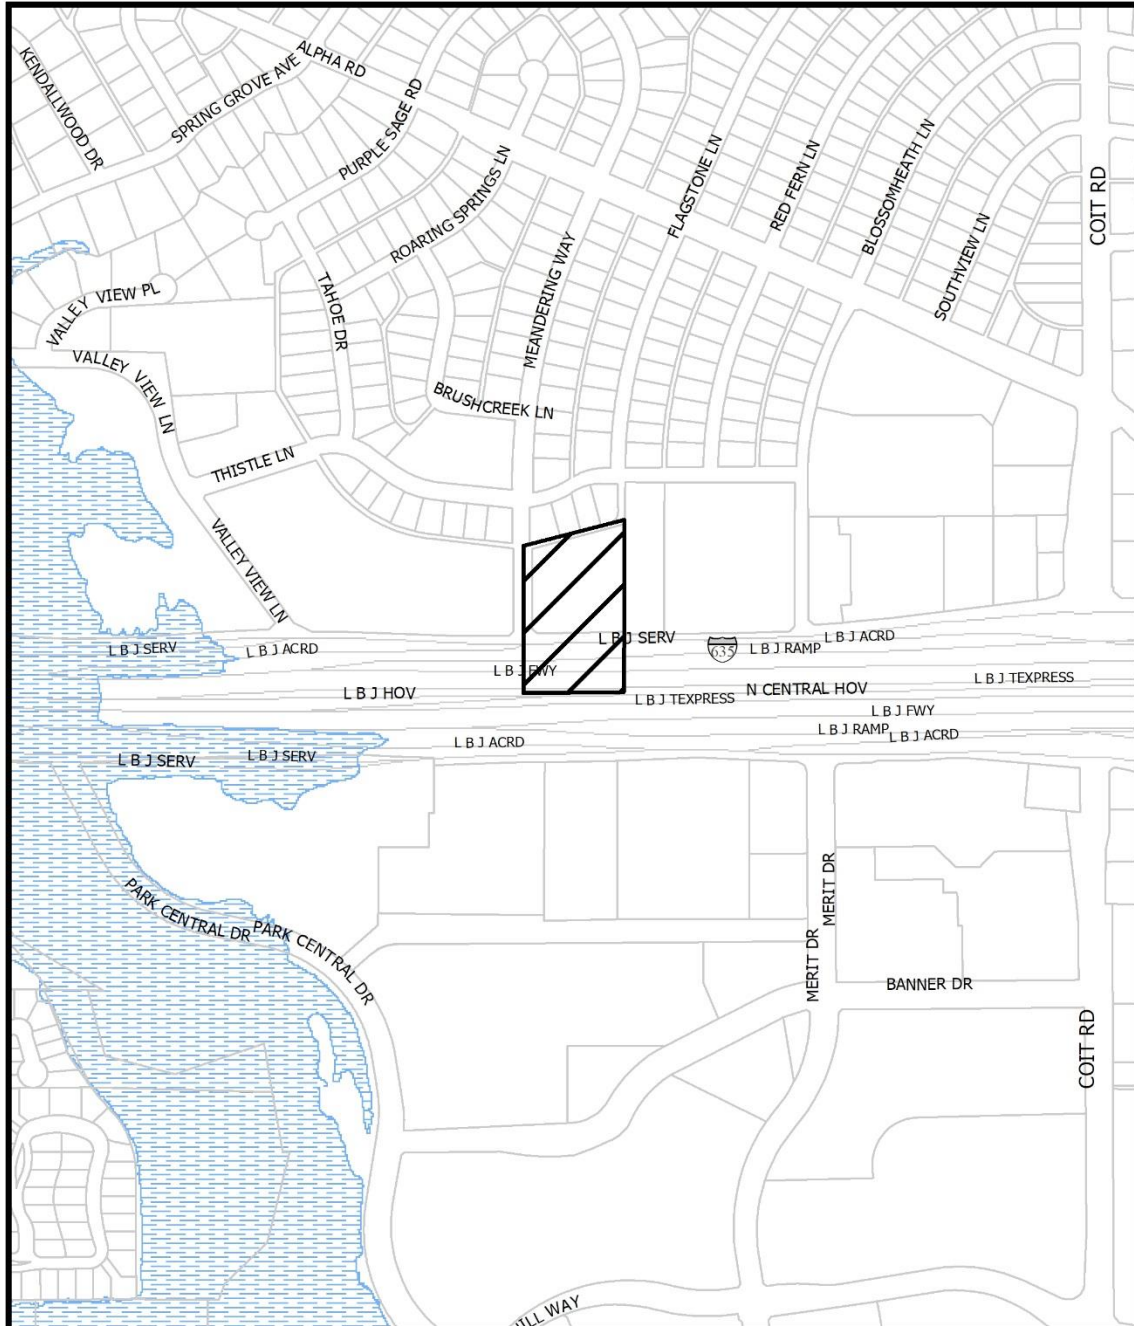 KENDALLWOOD DR
SPRING GROVE AVE
ALPHA RD
PURPLE SAGE RD
ROARING SPRINGS LN
FLAGSTONE LN
RED FERN LN
BLOSSOMHEATH LN
COIT RD
SOUTHVIEW LN
MEANDERING WAY
TAHOE DR
VALLEY VIEW PL
VALLEY VIEW LN
BRUSHCREEK LN
THISTLE LN
VALLEY VIEW LN
L B J SERV
L B J ACRD
L B J SERV
635
L B J RAMP
L B J ACRD
L B J FWY
L B J HOV
L B J TEXPRESS
N CENTRAL HOV
L B J TEXPRESS
L B J FWY
L B J RAMP
L B J ACRD
L B J ACRD
L B J SERV
L B J SERV
PARK CENTRAL DR
PARK CENTRAL DR
MERIT DR
MERIT DR
BANNER DR
COIT RD
WAY